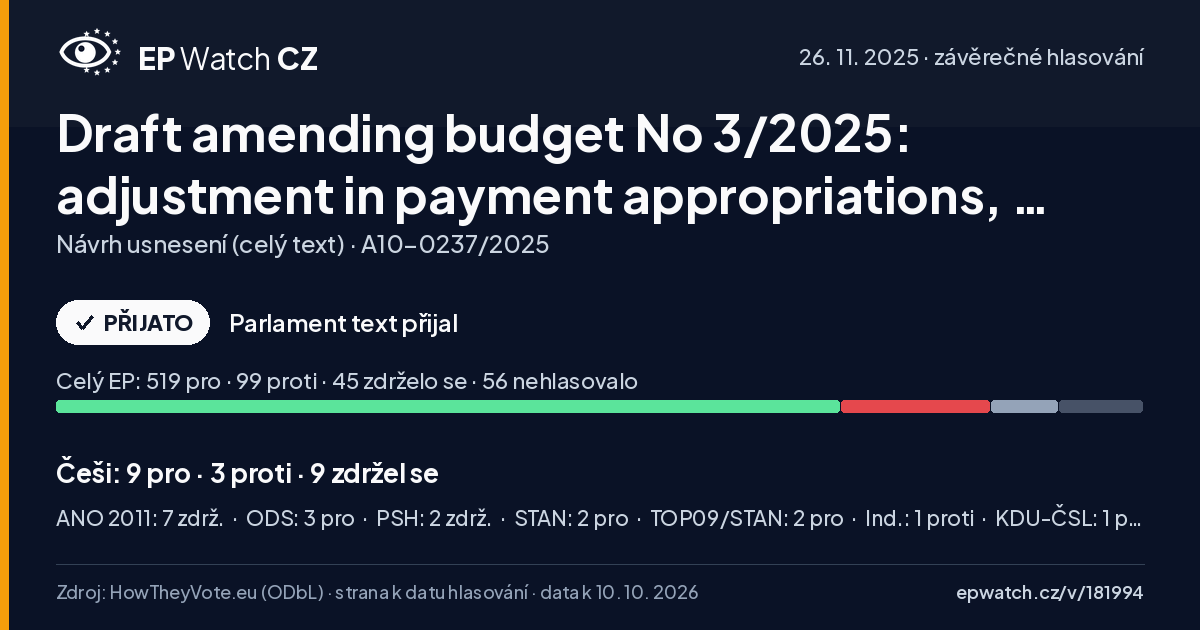 EP Watch CZ
26. 11. 2025 · závěrečné hlasování
Draft amending budget No 3/2025:
adjustment in payment appropriations, …
Návrh usnesení (celý text) · A10–0237/2025
✓ PŘIJATO
Parlament text přijal
Celý EP: 519 pro · 99 proti · 45 zdrželo se · 56 nehlasovalo
Češi: 9 pro · 3 proti · 9 zdržel se
ANO 2011: 7 zdrž. · ODS: 3 pro · PSH: 2 zdrž. · STAN: 2 pro · TOP09/STAN: 2 pro · Ind.: 1 proti · KDU-ČSL: 1 p…
Zdroj: HowTheyVote.eu (ODbL) · strana k datu hlasování · data k 10. 10. 2026
epwatch.cz/v/181994